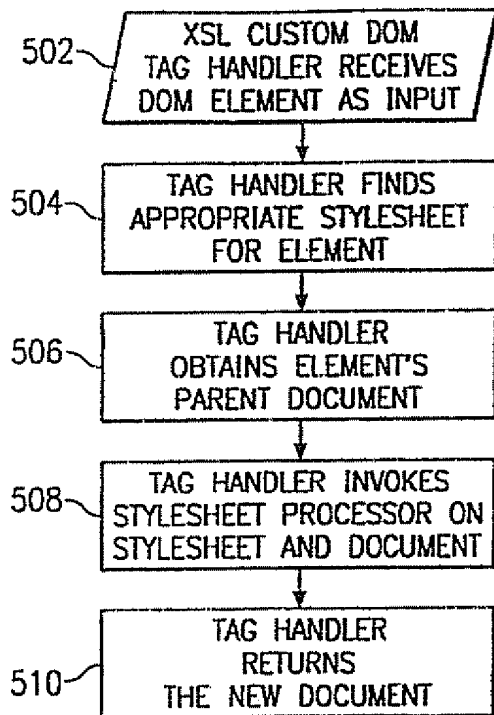 502
XSL CUSTOM DOM
TAG HANDLER RECEIVES
DOM ELEMENT AS INPUT
504
TAG HANDLER FINDS
APPROPRIATE STYLESHEET
FOR ELEMENT
506
TAG HANDLER
OBTAINS ELEMENT'S
PARENT DOCUMENT
508
TAG HANDLER INVOKES
STYLESHEET PROCESSOR ON
STYLESHEET AND DOCUMENT
510
TAG HANDLER
RETURNS
THE NEW DOCUMENT